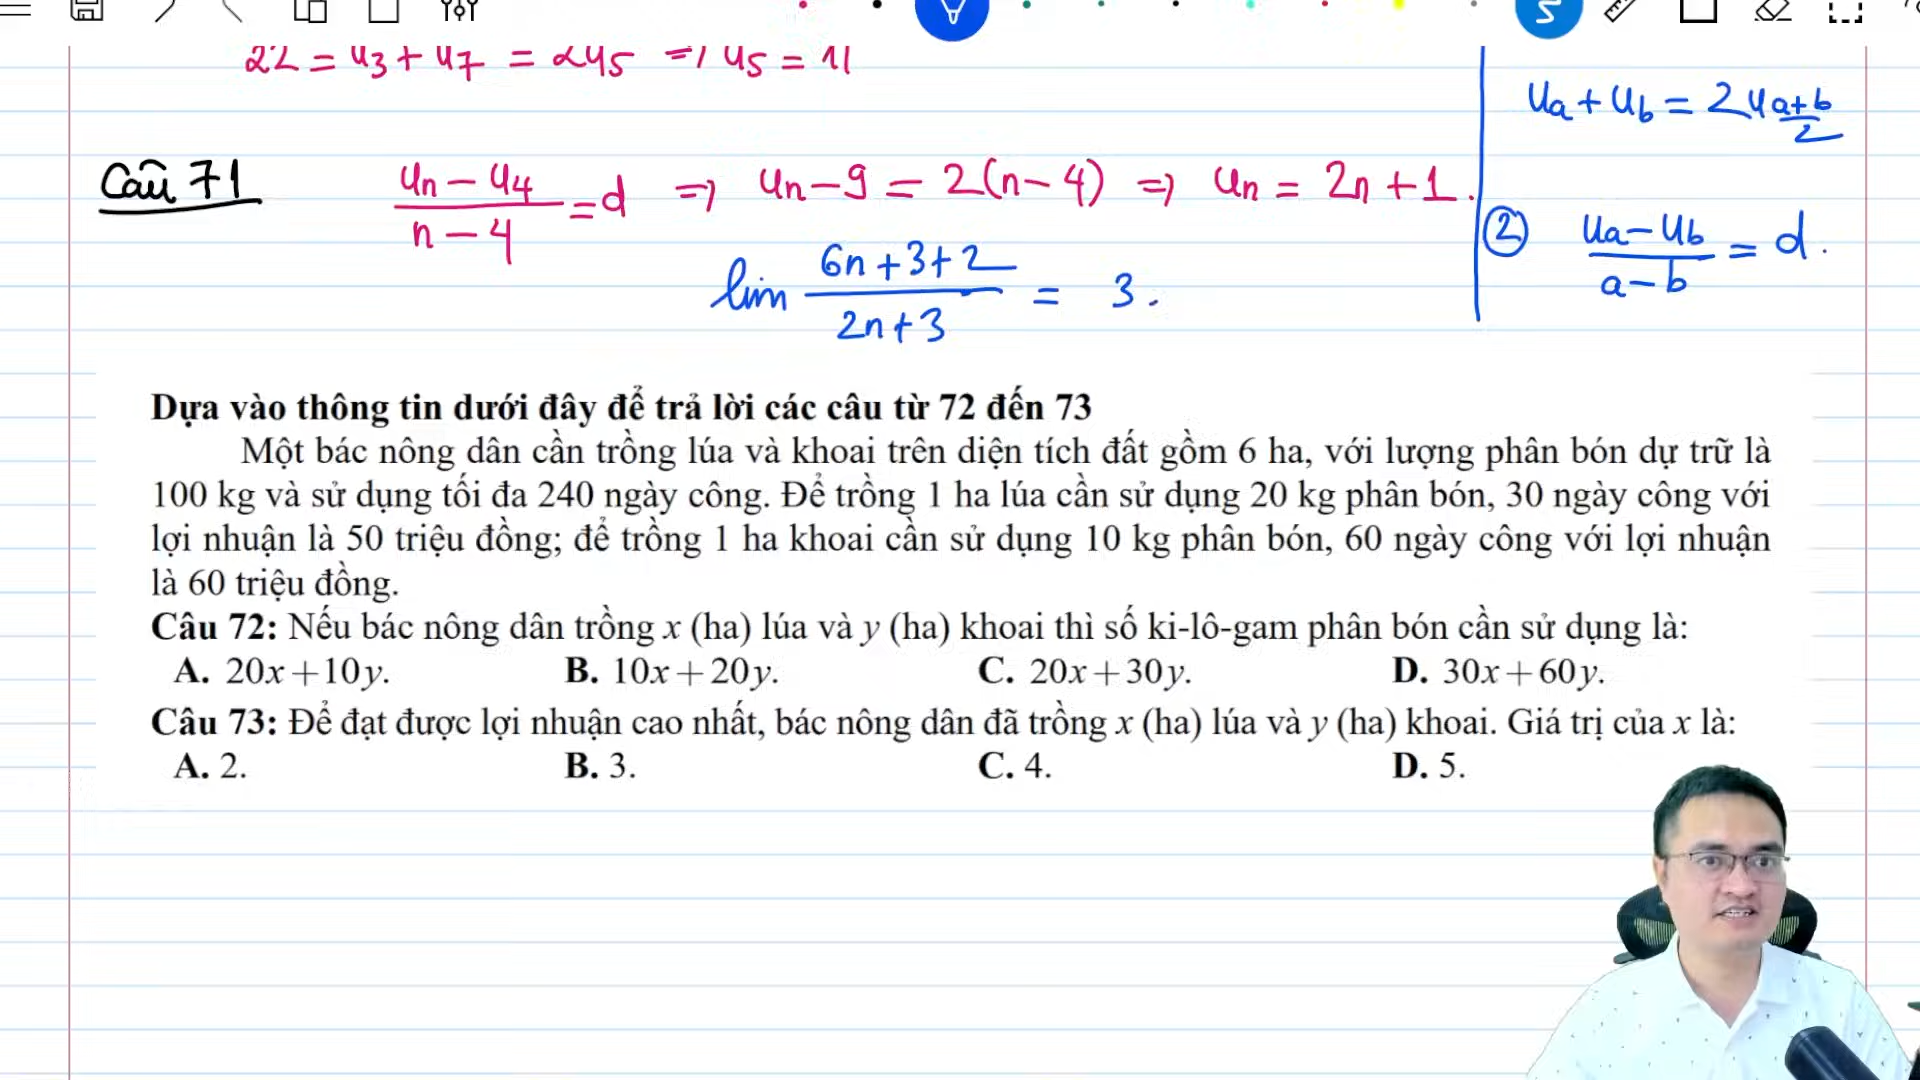 22 = u3 + u7 = 2u5 => u5 = 11
ua + ub = 2u a+b/2
Câu 71 un − u4 / n − 4 = d => un − 9 = 2(n − 4) => un = 2n + 1.
② ua − ub / a − b = d.
lim 6n + 3 + 2 / 2n + 3 = 3.
Dựa vào thông tin dưới đây để trả lời các câu từ 72 đến 73
Một bác nông dân cần trồng lúa và khoai trên diện tích đất gồm 6 ha, với lượng phân bón dự trữ là
100 kg và sử dụng tối đa 240 ngày công. Để trồng 1 ha lúa cần sử dụng 20 kg phân bón, 30 ngày công với
lợi nhuận là 50 triệu đồng; để trồng 1 ha khoai cần sử dụng 10 kg phân bón, 60 ngày công với lợi nhuận
là 60 triệu đồng.
Câu 72: Nếu bác nông dân trồng x (ha) lúa và y (ha) khoai thì số ki-lô-gam phân bón cần sử dụng là:
A. 20x + 10y. B. 10x + 20y. C. 20x + 30y. D. 30x + 60y.
Câu 73: Để đạt được lợi nhuận cao nhất, bác nông dân đã trồng x (ha) lúa và y (ha) khoai. Giá trị của x là:
A. 2. B. 3. C. 4. D. 5.